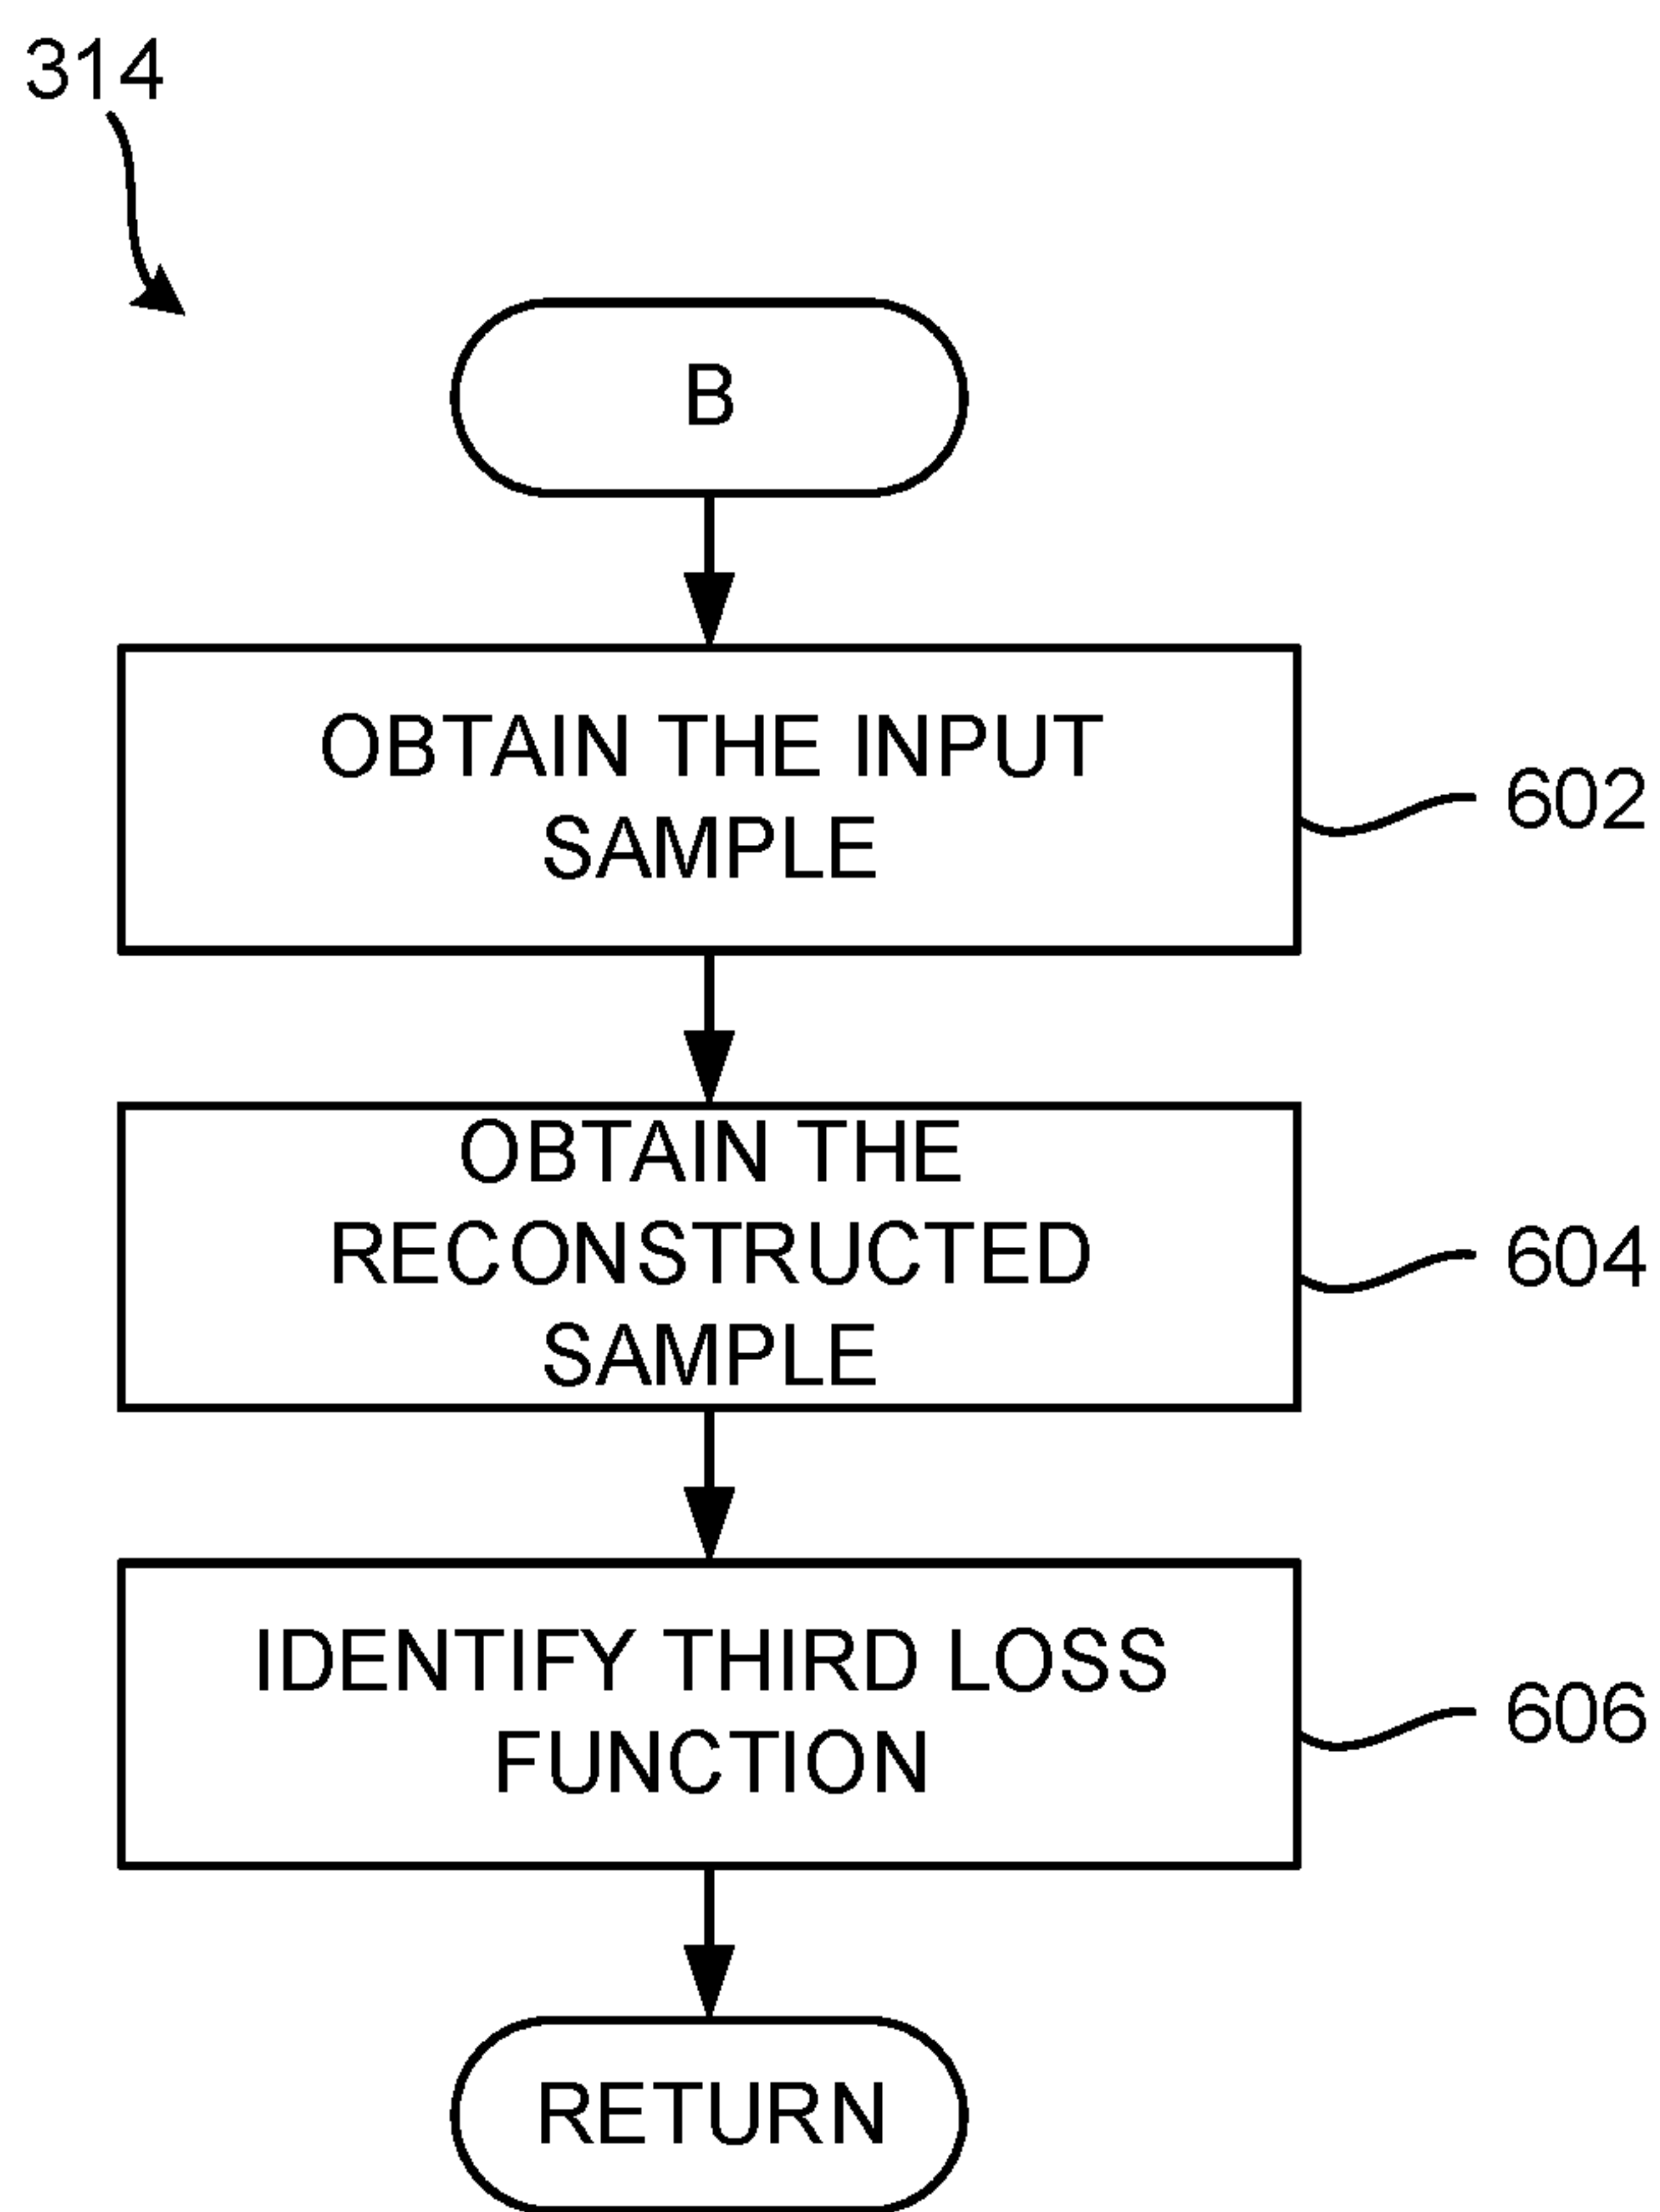 314
B
OBTAIN THE INPUT
SAMPLE
602
OBTAIN THE
RECONSTRUCTED
SAMPLE
604
IDENTIFY THIRD LOSS
FUNCTION
606
RETURN